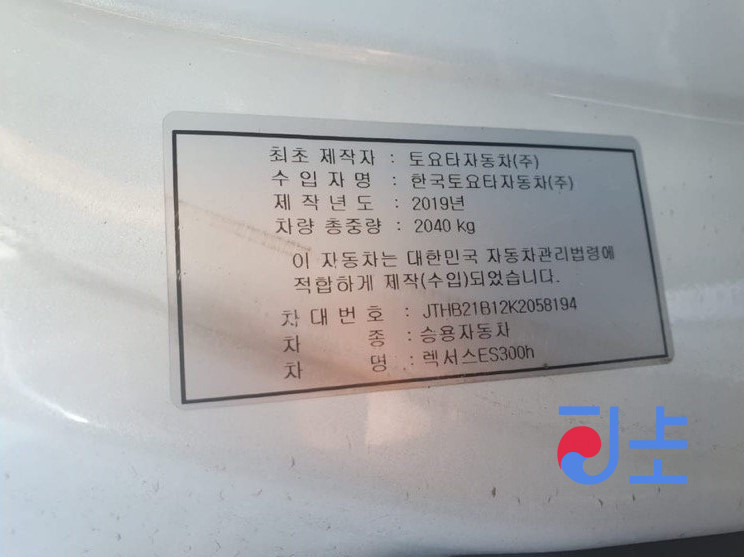 최초 제작자 : 토요타자동차(주)
수입자명 : 한국토요타자동차(주)
제작년도 : 2019년
차량 총중량 : 2040 kg
이 자동차는 대한민국 자동차관리법령에
적합하게 제작(수입)되었습니다.
차대번호 : JTHB21B12K2058194
차종 : 승용자동차
차명 : 렉서스ES300h